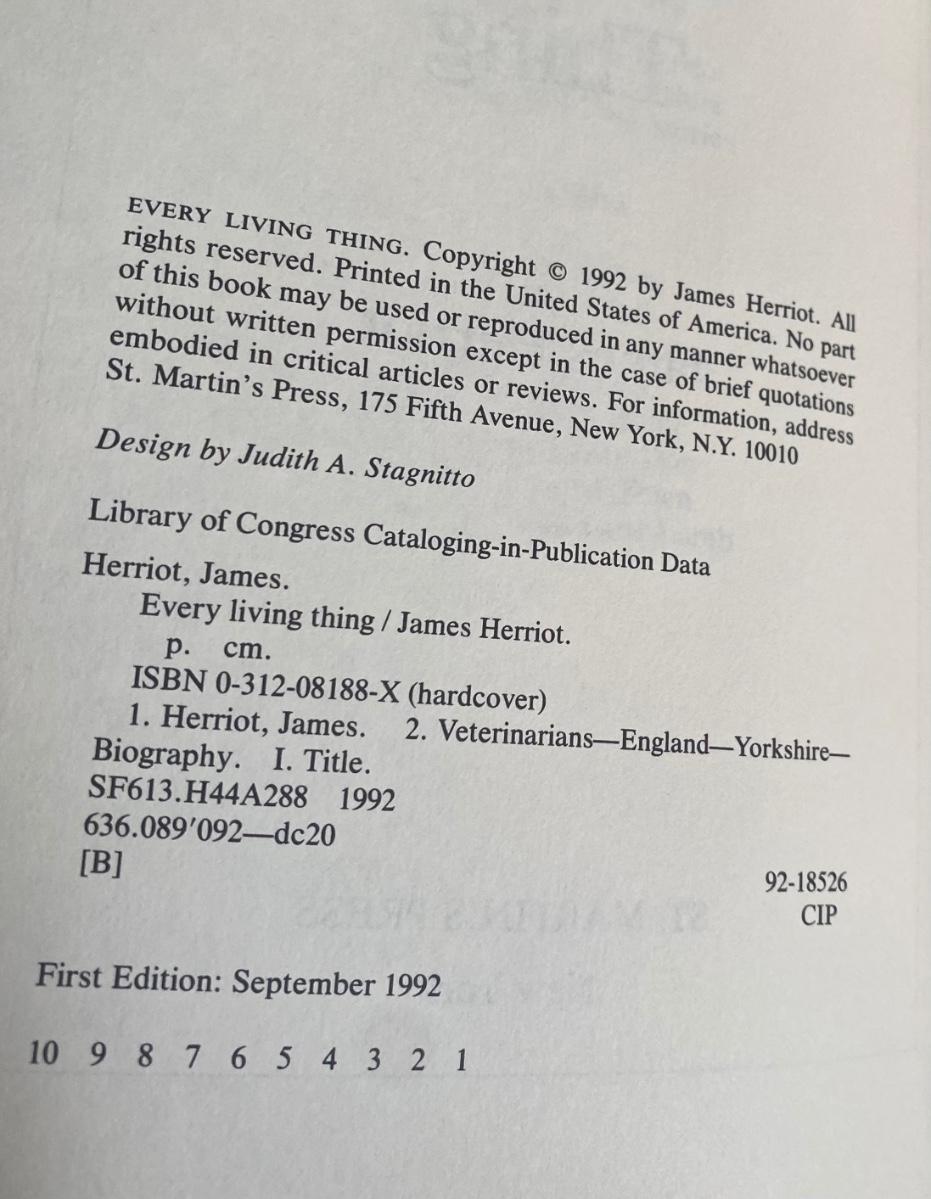 EVERY LIVING THING. Copyright © 1992 by James Herriot. All
rights reserved. Printed in the United States of America. No part
of this book may be used or reproduced in any manner whatsoever
without written permission except in the case of brief quotations
embodied in critical articles or reviews. For information, address
St. Martin's Press, 175 Fifth Avenue, New York, N.Y. 10010
Design by Judith A. Stagnitto
Library of Congress Cataloging-in-Publication Data
Herriot, James.
Every living thing / James Herriot.
p. cm.
ISBN 0-312-08188-X (hardcover)
1. Herriot, James. 2. Veterinarians—England—Yorkshire—
Biography. I. Title.
SF613.H44A288 1992
636.089'092—dc20
[B]
92-18526
CIP
First Edition: September 1992
10 9 8 7 6 5 4 3 2 1